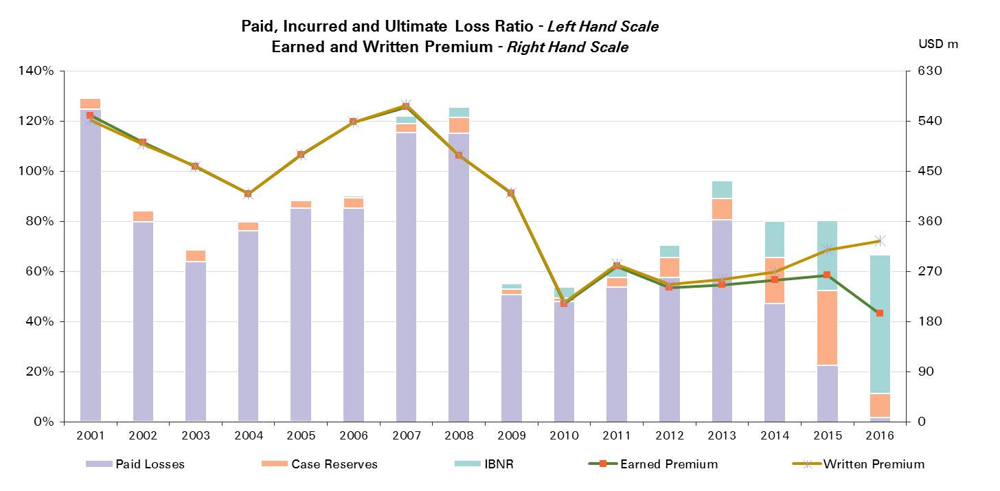 Paid, Incurred and Ultimate Loss Ratio - Left Hand Scale
Earned and Written Premium - Right Hand Scale
USD m
140% 630
120% 540
100% 450
80% 360
60% 270
40% 180
20% 90
0% 0
2001 2002 2003 2004 2005 2006 2007 2008 2009 2010 2011 2012 2013 2014 2015 2016
Paid Losses Case Reserves IBNR Earned Premium Written Premium